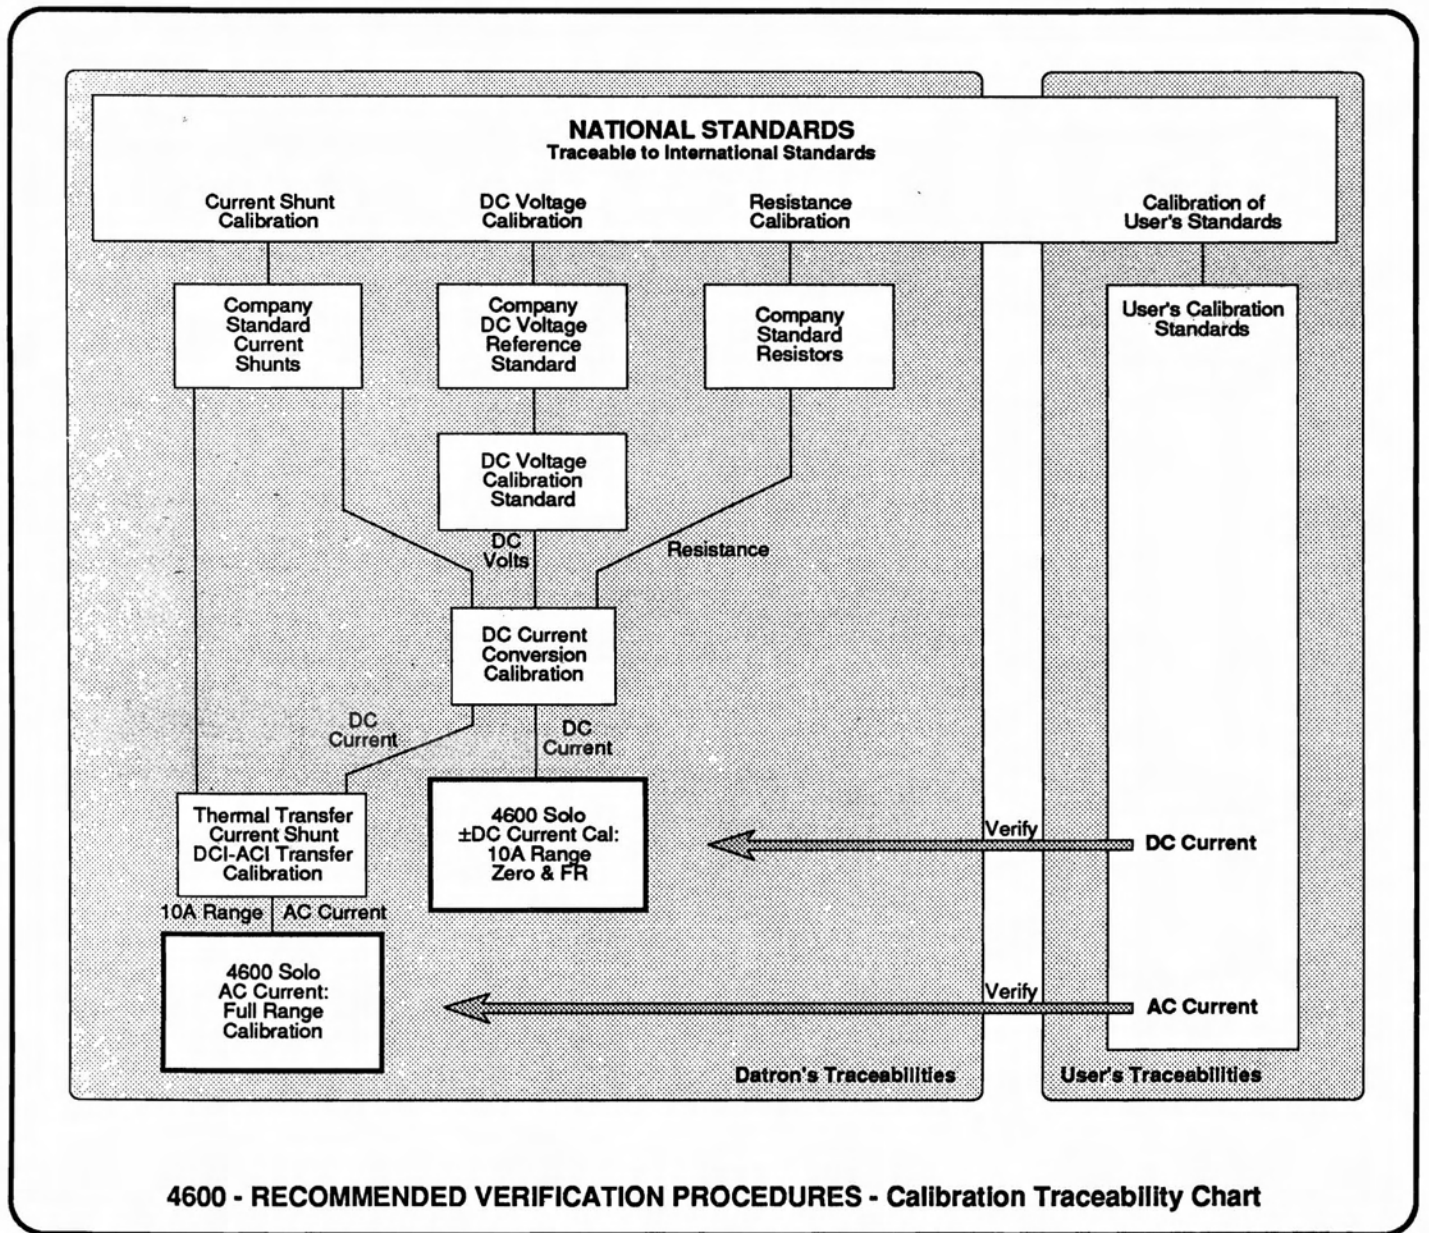 NATIONAL STANDARDS
Traceable to International Standards
Current Shunt
Calibration
DC Voltage
Calibration
Resistance
Calibration
Calibration of
User's Standards
Company
Standard
Current
Shunts
Company
DC Voltage
Reference
Standard
Company
Standard
Resistors
User's Calibration
Standards
DC Voltage
Calibration
Standard
DC
Volts
Resistance
DC Current
Conversion
Calibration
DC
Current
DC
Current
Thermal Transfer
Current Shunt
DCI-ACI Transfer
Calibration
4600 Solo
±DC Current Cal:
10A Range
Zero & FR
Verify
DC Current
10A Range
AC Current
4600 Solo
AC Current:
Full Range
Calibration
Verify
AC Current
Datron's Traceabilities
User's Traceabilities
4600 - RECOMMENDED VERIFICATION PROCEDURES - Calibration Traceability Chart